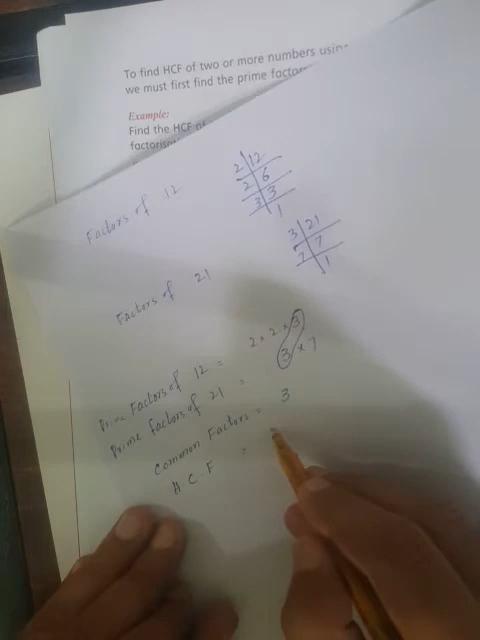 To find HCF of two or more numbers using
we must first find the prime factor
Example:
Find the HCF of
factoris
Factors of 12
2 12
2 6
3 3
1
Factors of 21
3 21
7 7
1
Prime Factors of 12 = 2 × 2 × 3
Prime factors of 21 = 3 × 7
Common Factors = 3
H.C.F =